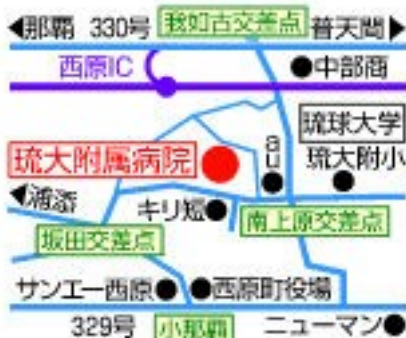 ◀那覇 330号 我如古交差点 普天間▶
西原IC ●中部商
琉球大学
琉大附属病院 au 琉大附小
◀浦添 キリ短● 南上原交差点
坂田交差点
サンエー西原● ●西原町役場
329号 小那覇 ニューマン●